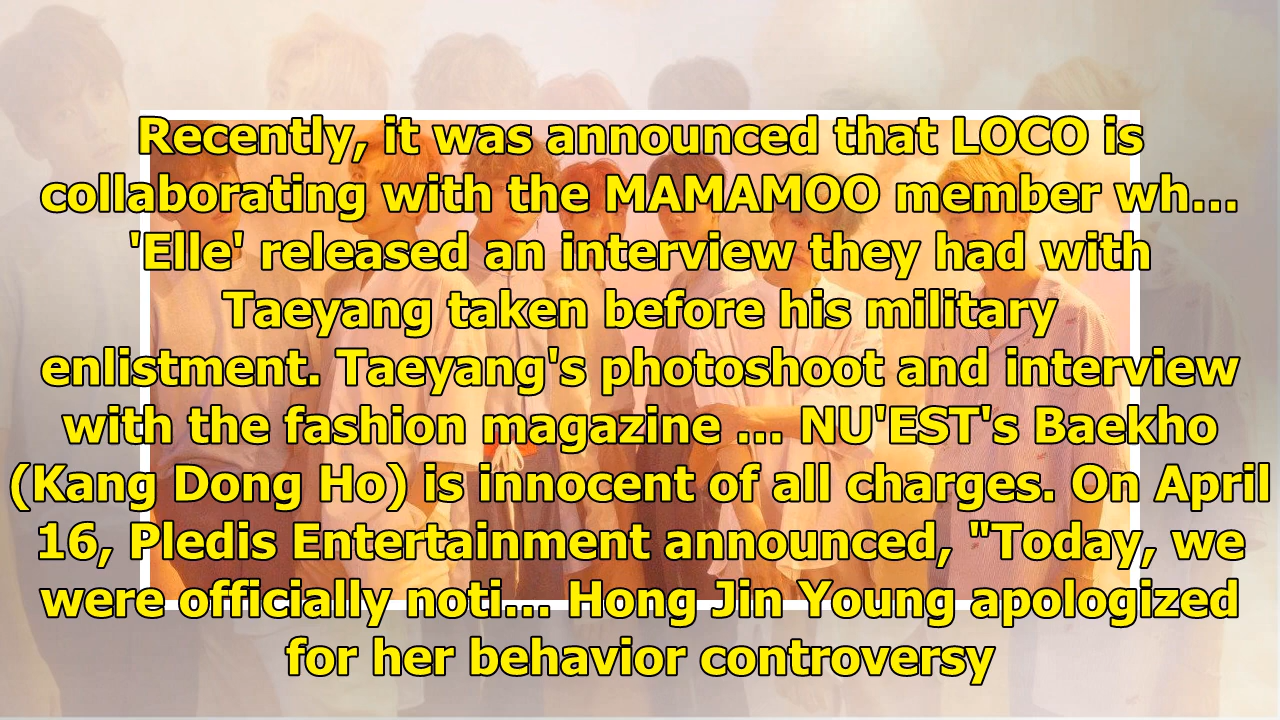 Recently, it was announced that LOCO is
collaborating with the MAMAMOO member wh...
'Elle' released an interview they had with
Taeyang taken before his military
enlistment. Taeyang's photoshoot and interview
with the fashion magazine ... NU'EST's Baekho
(Kang Dong Ho) is innocent of all charges. On April
16, Pledis Entertainment announced, "Today, we
were officially noti... Hong Jin Young apologized
for her behavior controversy